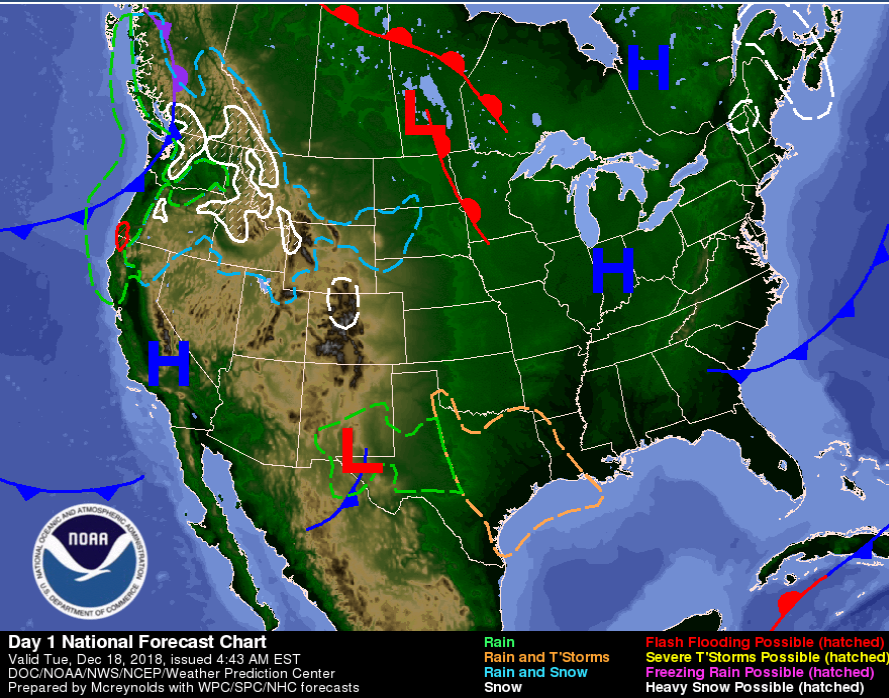 H
L
H
H
L
NATIONAL OCEANIC AND ATMOSPHERIC ADMINISTRATION
NOAA
U.S. DEPARTMENT OF COMMERCE
Day 1 National Forecast Chart
Valid Tue, Dec 18, 2018, issued 4:43 AM EST
DOC/NOAA/NWS/NCEP/Weather Prediction Center
Prepared by Mcreynolds with WPC/SPC/NHC forecasts
Rain
Rain and T'Storms
Rain and Snow
Snow
Flash Flooding Possible (hatched)
Severe T'Storms Possible (hatched)
Freezing Rain Possible (hatched)
Heavy Snow Possible (hatched)